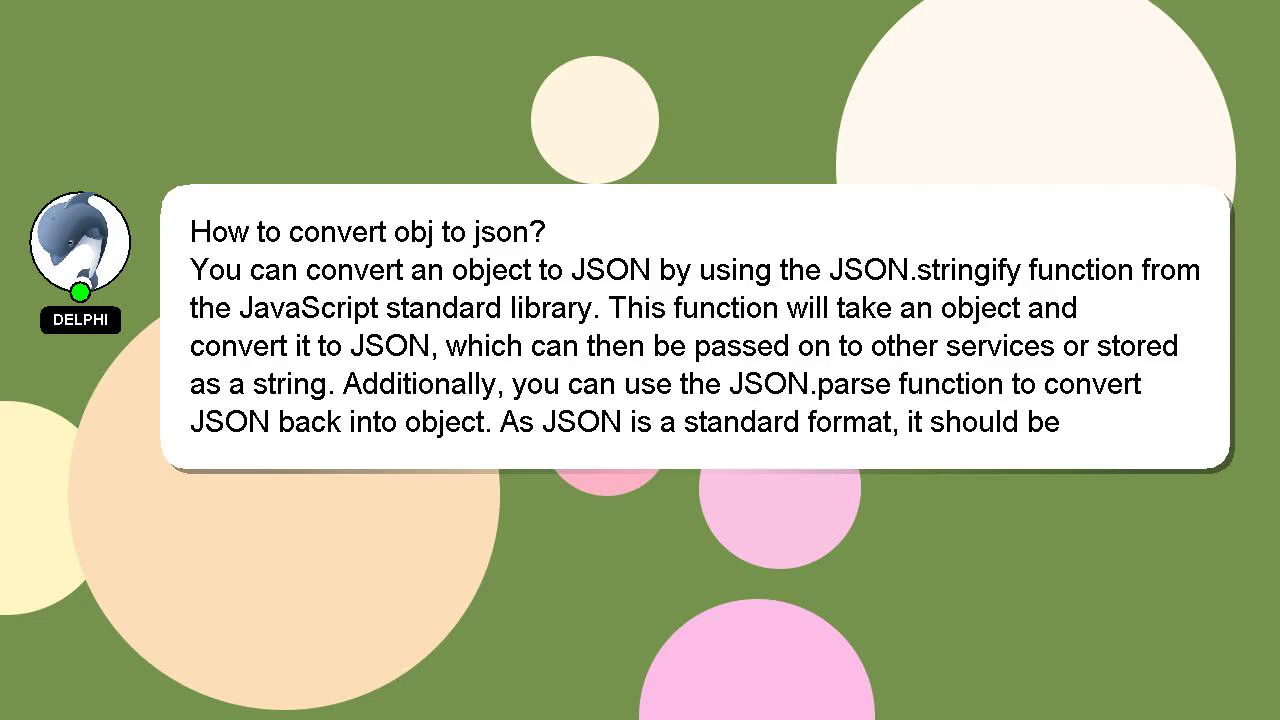 How to convert obj to json?
You can convert an object to JSON by using the JSON.stringify function from
the JavaScript standard library. This function will take an object and
convert it to JSON, which can then be passed on to other services or stored
as a string. Additionally, you can use the JSON.parse function to convert
JSON back into object. As JSON is a standard format, it should be
DELPHI